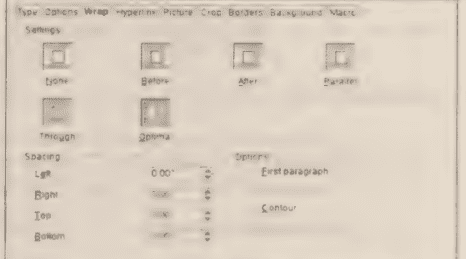 Type Options Wrap Hyperlink Picture Crop Borders Background Macro
Settings
None Before After Parallel
Through Optimal
Spacing Options
Left 0.00" First paragraph
Right
Top Contour
Bottom